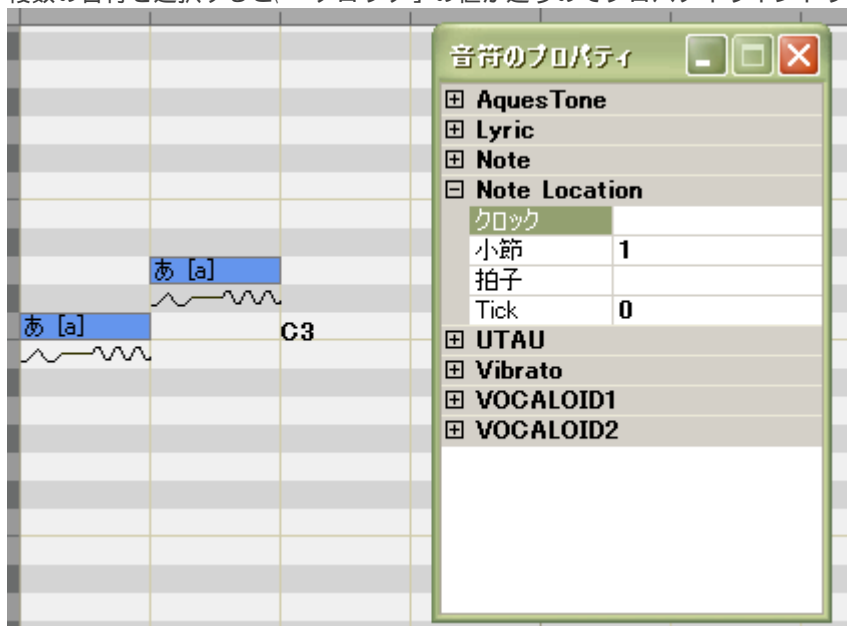 音符のプロパティ
AquesTone
Lyric
Note
Note Location
クロック
小節 1
拍子
Tick 0
UTAU
Vibrato
VOCALOID1
VOCALOID2
あ [a]
あ [a]
C3